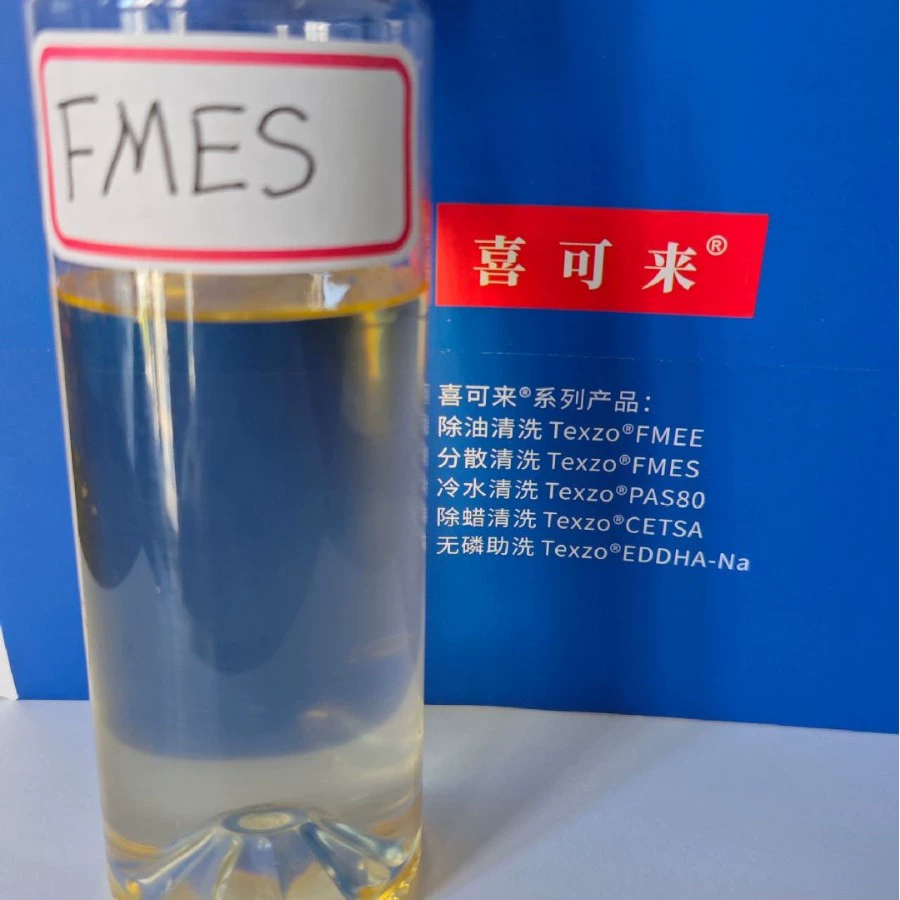 FMES
喜可来®
喜可来®系列产品：
除油清洗 Texzo®FMEE
分散清洗 Texzo®FMES
冷水清洗 Texzo®PAS80
除蜡清洗 Texzo®CETSA
无磷助洗 Texzo®EDDHA-Na